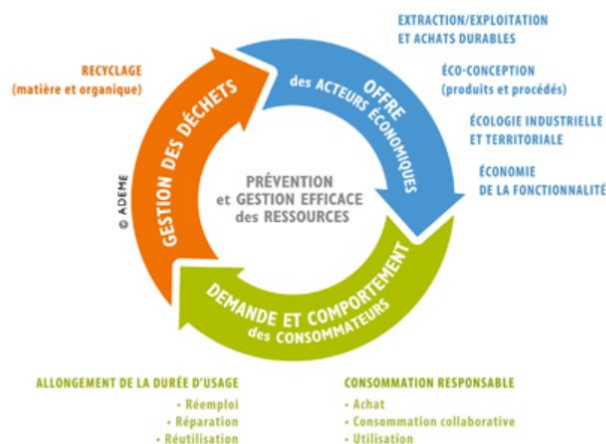 EXTRACTION/EXPLOITATION
ET ACHATS DURABLES
ÉCO-CONCEPTION
(produits et procédés)
ÉCOLOGIE INDUSTRIELLE
ET TERRITORIALE
ÉCONOMIE
DE LA FONCTIONNALITÉ
RECYCLAGE
(matière et organique)
OFFRE
des ACTEURS ÉCONOMIQUES
GESTION DES DÉCHETS
PRÉVENTION
et GESTION EFFICACE
des RESSOURCES
© ADEME
DEMANDE ET COMPORTEMENT
des CONSOMMATEURS
ALLONGEMENT DE LA DURÉE D'USAGE
• Réemploi
• Réparation
• Réutilisation
CONSOMMATION RESPONSABLE
• Achat
• Consommation collaborative
• Utilisation